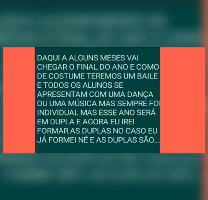 DAQUI A ALGUNS MESES VAI
CHEGAR O FINAL DO ANO E COMO
DE COSTUME TEREMOS UM BAILE
E TODOS OS ALUNOS SE
APRESENTAM COM UMA DANÇA
OU UMA MÚSICA MAS SEMPRE FOI
INDIVIDUAL MAS ESSE ANO SERÁ
EM DUPLA E AGORA EU IREI
FORMAR AS DUPLAS NO CASO EU
JÁ FORMEI NÉ E AS DUPLAS SÃO...